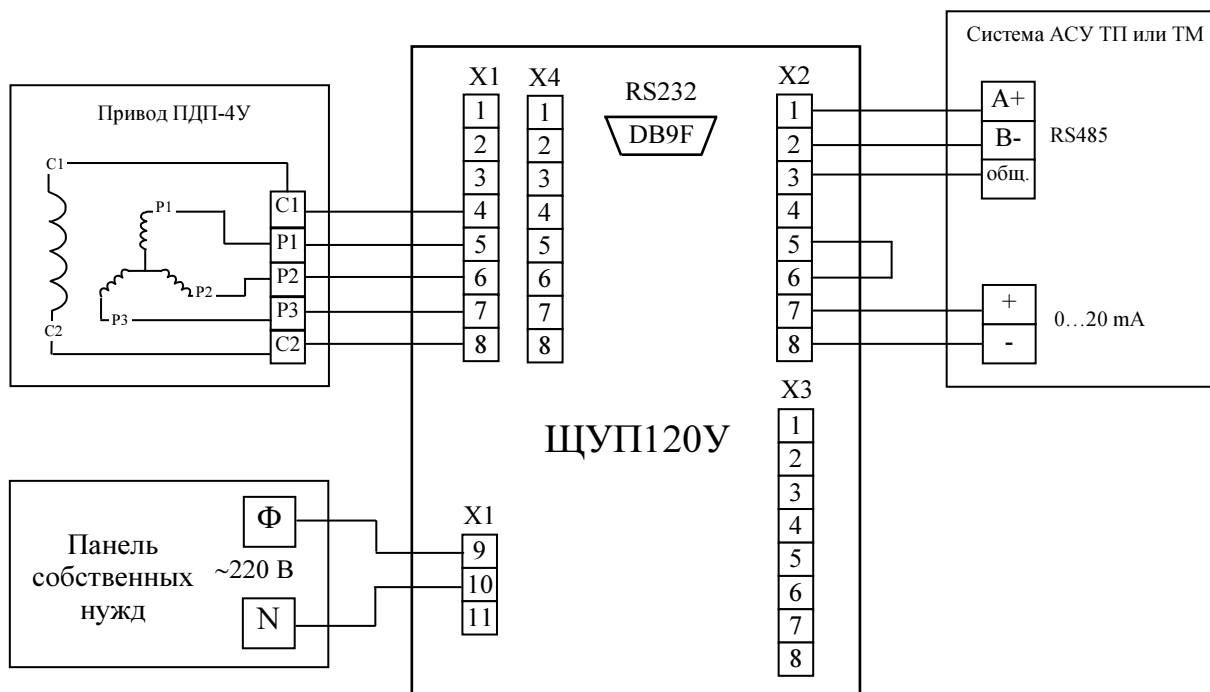 Привод ПДП-4У
C1
P1
P2
P3
C2
C1
P1
P2
P3
C2
Панель
собственных
нужд
Ф
~220 В
N
X1
1
2
3
4
5
6
7
8
X4
1
2
3
4
5
6
7
8
RS232
DB9F
X2
1
2
3
4
5
6
7
8
ЩУП120У
X1
9
10
11
X3
1
2
3
4
5
6
7
8
Система АСУ ТП или ТМ
A+
B-
общ.
RS485
+
-
0…20 mA